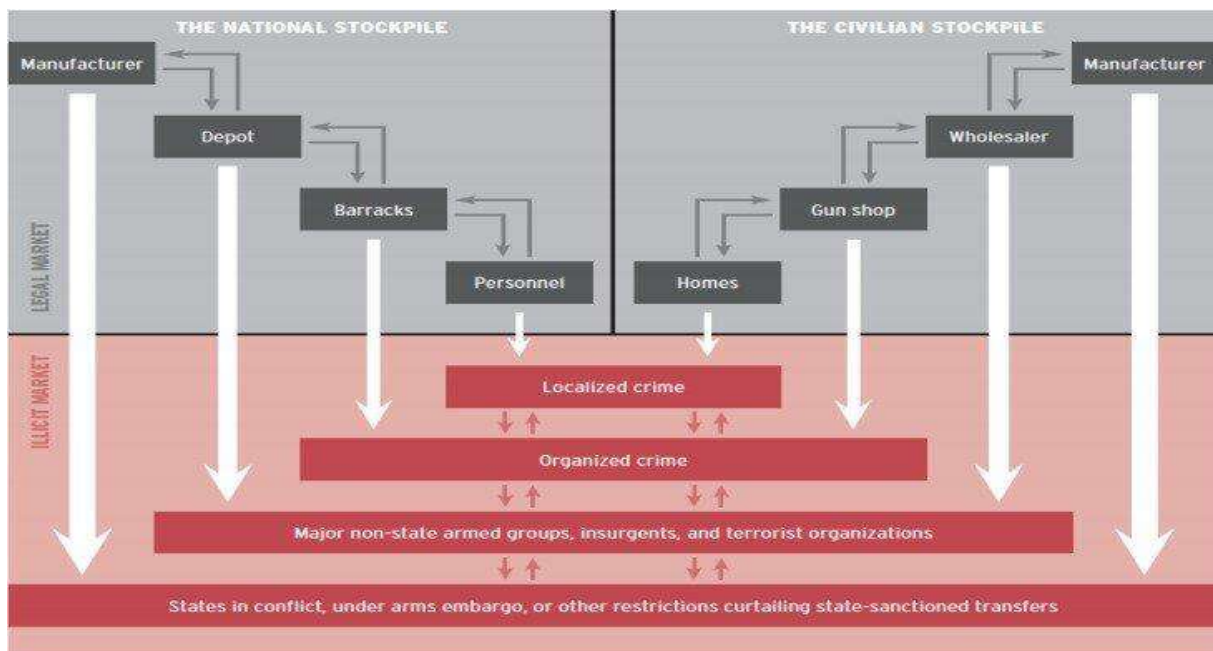 THE NATIONAL STOCKPILE
THE CIVILIAN STOCKPILE
Manufacturer
Manufacturer
Depot
Wholesaler
Barracks
Gun shop
Personnel
Homes
LEGAL MARKET
ILLICIT MARKET
Localized crime
Organized crime
Major non-state armed groups, insurgents, and terrorist organizations
States in conflict, under arms embargo, or other restrictions curtailing state-sanctioned transfers